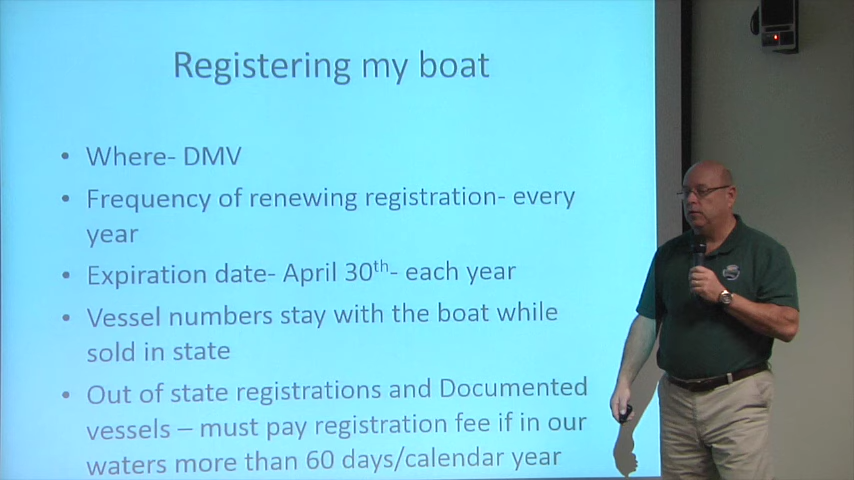 Registering my boat
• Where- DMV
• Frequency of renewing registration- every
year
• Expiration date- April 30th- each year
• Vessel numbers stay with the boat while
sold in state
• Out of state registrations and Documented
vessels – must pay registration fee if in our
waters more than 60 days/calendar year